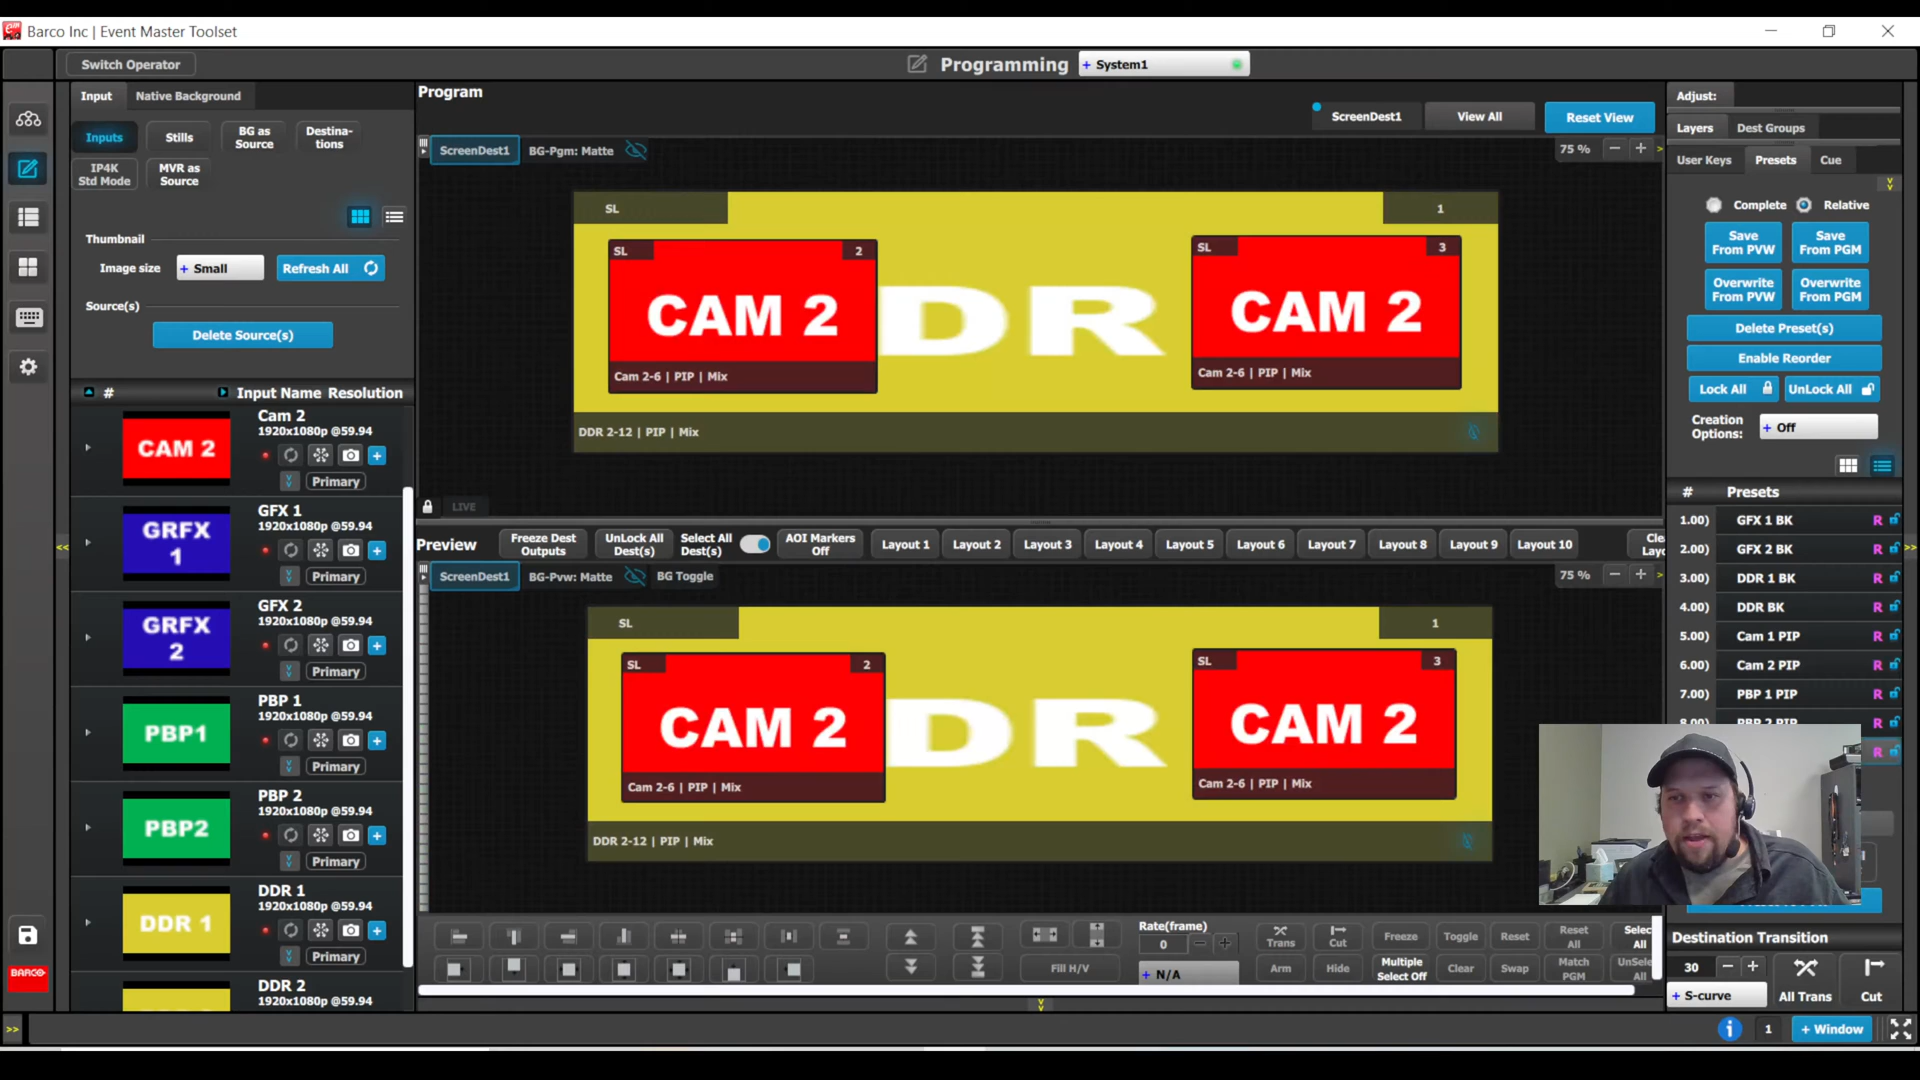 Barco Inc | Event Master Toolset
Switch Operator
Programming
+ System1
Input
Native Background
Inputs
Stills
BG as
Source
Destina-
tions
IP4K
Std Mode
MVR as
Source
Thumbnail
Image size
+ Small
Refresh All
Source(s)
Delete Source(s)
#
Input Name
Resolution
CAM 2
Cam 2
1920x1080p @59.94
Primary
GRFX
1
GFX 1
1920x1080p @59.94
Primary
GRFX
2
GFX 2
1920x1080p @59.94
Primary
PBP1
PBP 1
1920x1080p @59.94
Primary
PBP2
PBP 2
1920x1080p @59.94
Primary
DDR 1
DDR 1
1920x1080p @59.94
Primary
DDR 2
1920x1080p @59.94
BARCO
Program
ScreenDest1
View All
Reset View
ScreenDest1
BG-Pgm: Matte
75 %
SL
1
SL
2
CAM 2
Cam 2-6 | PIP | Mix
DR
SL
3
CAM 2
Cam 2-6 | PIP | Mix
DDR 2-12 | PIP | Mix
LIVE
Preview
Freeze Dest
Outputs
UnLock All
Dest(s)
Select All
Dest(s)
AOI Markers
Off
Layout 1
Layout 2
Layout 3
Layout 4
Layout 5
Layout 6
Layout 7
Layout 8
Layout 9
Layout 10
ScreenDest1
BG-Pvw: Matte
BG Toggle
75 %
SL
1
SL
2
CAM 2
Cam 2-6 | PIP | Mix
DR
SL
3
CAM 2
Cam 2-6 | PIP | Mix
DDR 2-12 | PIP | Mix
Fill H/V
Rate(frame)
0
+ N/A
Trans
Arm
Cut
Hide
Freeze
Multiple
Select Off
Toggle
Clear
Reset
Swap
Reset
All
Match
PGM
Selec
All
UnSele
All
Adjust:
Layers
Dest Groups
User Keys
Presets
Cue
Complete
Relative
Save
From PVW
Save
From PGM
Overwrite
From PVW
Overwrite
From PGM
Delete Preset(s)
Enable Reorder
Lock All
UnLock All
Creation
Options:
+ Off
#
Presets
1.00) GFX 1 BK R
2.00) GFX 2 BK R
3.00) DDR 1 BK R
4.00) DDR BK R
5.00) Cam 1 PIP R
6.00) Cam 2 PIP R
7.00) PBP 1 PIP R
8.00) PBP 2 PIP R
R
Destination Transition
30
+ S-curve
All Trans
Cut
1
+ Window